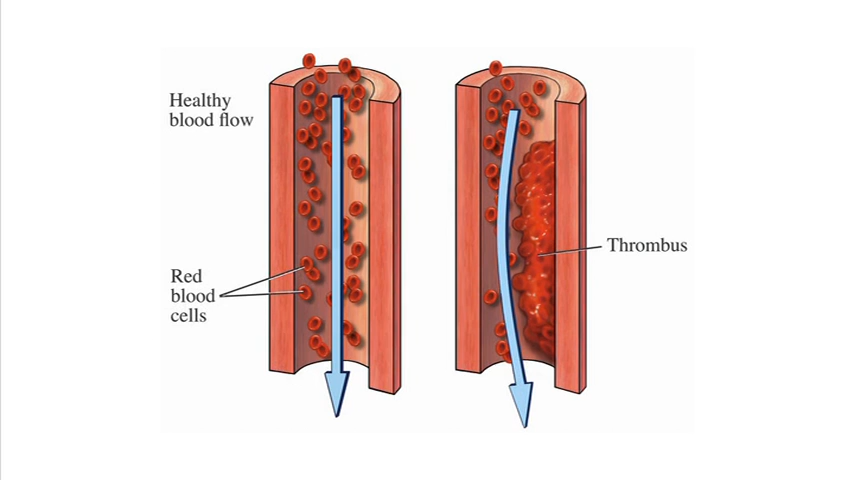 Healthy
blood flow
Red
blood
cells
Thrombus